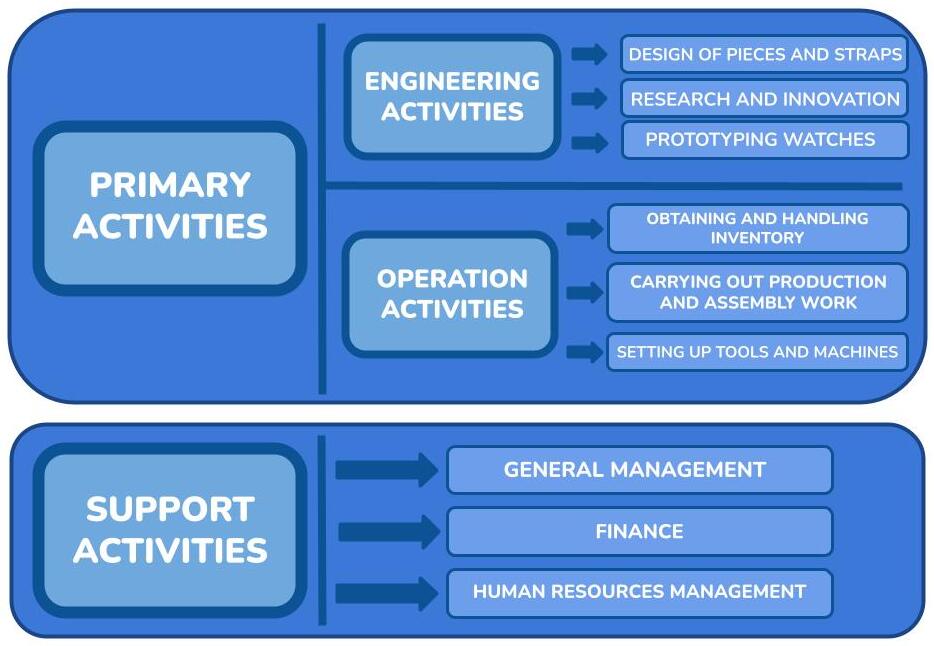 PRIMARY
ACTIVITIES
ENGINEERING
ACTIVITIES
DESIGN OF PIECES AND STRAPS
RESEARCH AND INNOVATION
PROTOTYPING WATCHES
OPERATION
ACTIVITIES
OBTAINING AND HANDLING
INVENTORY
CARRYING OUT PRODUCTION
AND ASSEMBLY WORK
SETTING UP TOOLS AND MACHINES
SUPPORT
ACTIVITIES
GENERAL MANAGEMENT
FINANCE
HUMAN RESOURCES MANAGEMENT